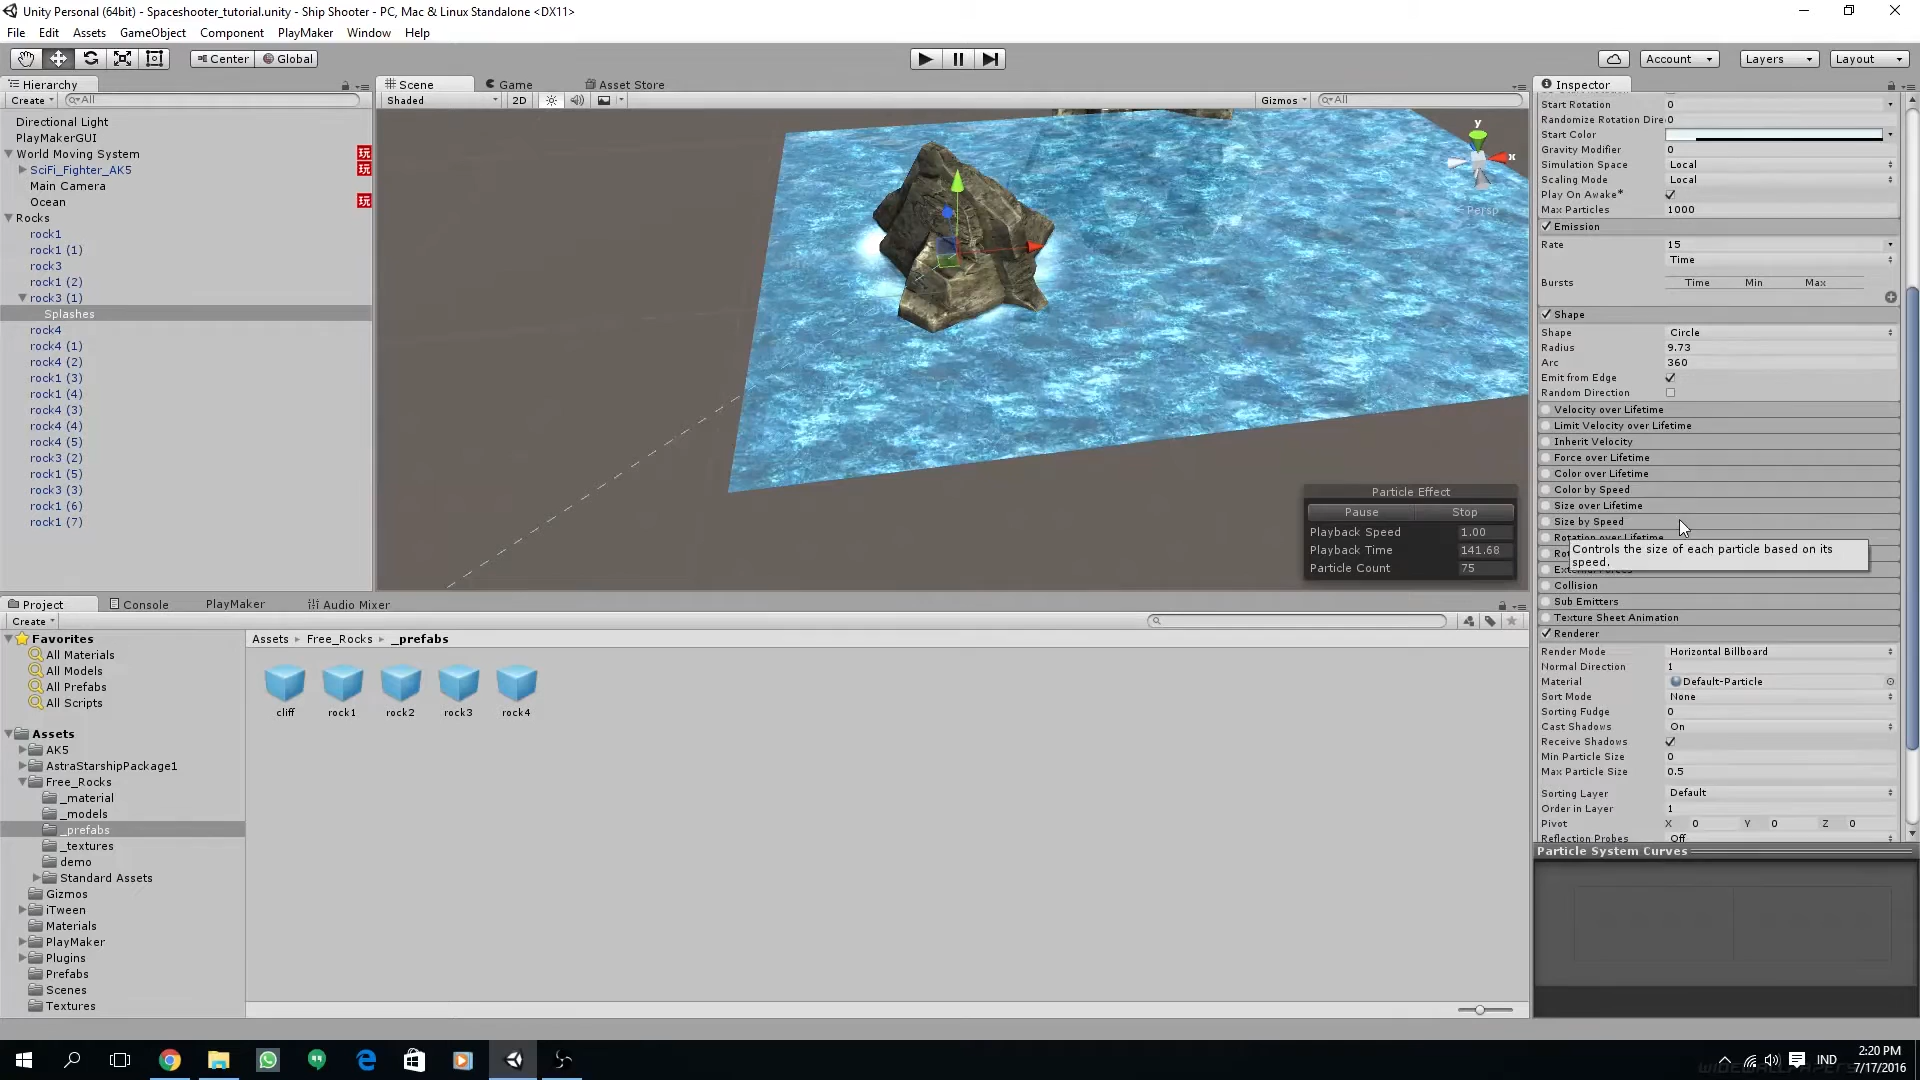 Unity Personal (64bit) - Spaceshooter_tutorial.unity - Ship Shooter - PC, Mac & Linux Standalone <DX11>
File Edit Assets GameObject Component PlayMaker Window Help
Center Global Account Layers Layout
Hierarchy
Create All
Directional Light
PlayMakerGUI
World Moving System 玩
SciFi_Fighter_AK5 玩
Main Camera
Ocean 玩
Rocks
rock1
rock1 (1)
rock3
rock1 (2)
rock3 (1)
Splashes
rock4
rock4 (1)
rock4 (2)
rock1 (3)
rock1 (4)
rock4 (3)
rock4 (4)
rock4 (5)
rock3 (2)
rock1 (5)
rock3 (3)
rock1 (6)
rock1 (7)
Scene Game Asset Store
Shaded 2D Gizmos All
y
x
Persp
Particle Effect
Pause Stop
Playback Speed 1.00
Playback Time 141.68
Particle Count 75
Inspector
Start Rotation 0
Randomize Rotation Dire 0
Start Color
Gravity Modifier 0
Simulation Space Local
Scaling Mode Local
Play On Awake*
Max Particles 1000
Emission
Rate 15
Time
Bursts Time Min Max
Shape
Shape Circle
Radius 9.73
Arc 360
Emit from Edge
Random Direction
Velocity over Lifetime
Limit Velocity over Lifetime
Inherit Velocity
Force over Lifetime
Color over Lifetime
Color by Speed
Size over Lifetime
Size by Speed
Rotation over Lifetime
Controls the size of each particle based on its
speed.
Collision
Sub Emitters
Texture Sheet Animation
Renderer
Render Mode Horizontal Billboard
Normal Direction 1
Material Default-Particle
Sort Mode None
Sorting Fudge 0
Cast Shadows On
Receive Shadows
Min Particle Size 0
Max Particle Size 0.5
Sorting Layer Default
Order in Layer 1
Pivot X 0 Y 0 Z 0
Reflection Probes Off
Particle System Curves
Project Console PlayMaker Audio Mixer
Create
Favorites
All Materials
All Models
All Prefabs
All Scripts
Assets
AK5
AstraStarshipPackage1
Free_Rocks
_material
_models
_prefabs
_textures
demo
Standard Assets
Gizmos
iTween
Materials
PlayMaker
Plugins
Prefabs
Scenes
Textures
Assets Free_Rocks _prefabs
cliff rock1 rock2 rock3 rock4
IND
2:20 PM
7/17/2016